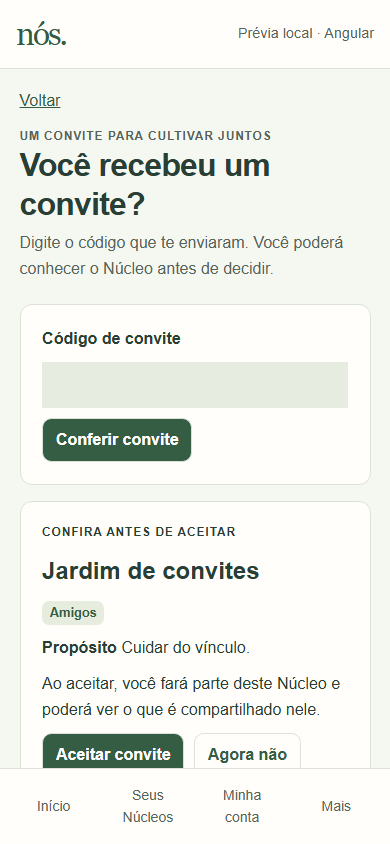 nós.
Prévia local · Angular
Voltar
UM CONVITE PARA CULTIVAR JUNTOS
Você recebeu um
convite?
Digite o código que te enviaram. Você poderá
conhecer o Núcleo antes de decidir.
Código de convite
Conferir convite
CONFIRA ANTES DE ACEITAR
Jardim de convites
Amigos
Propósito Cuidar do vínculo.
Ao aceitar, você fará parte deste Núcleo e
poderá ver o que é compartilhado nele.
Aceitar convite
Agora não
Início
Seus
Núcleos
Minha
conta
Mais